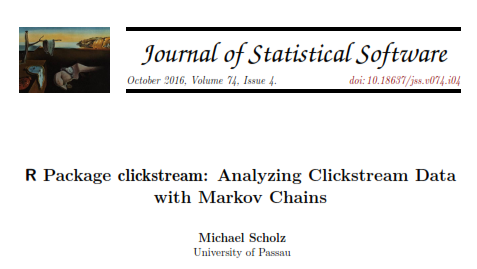 Journal of Statistical Software
October 2016, Volume 74, Issue 4.
doi: 10.18637/jss.v074.i04
R Package clickstream: Analyzing Clickstream Data
with Markov Chains
Michael Scholz
University of Passau